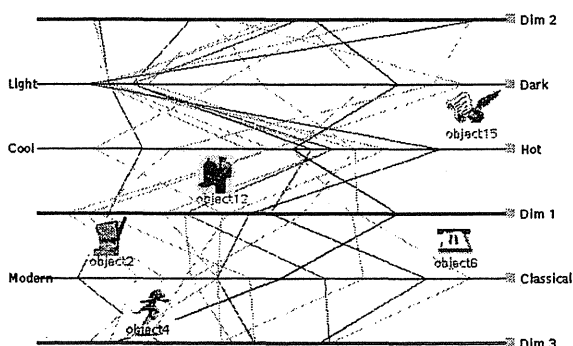 Dim 2
Light
Dark
object15
Cool
Hot
object12
Dim 1
object2
object6
Modern
Classical
object4
Dim 3